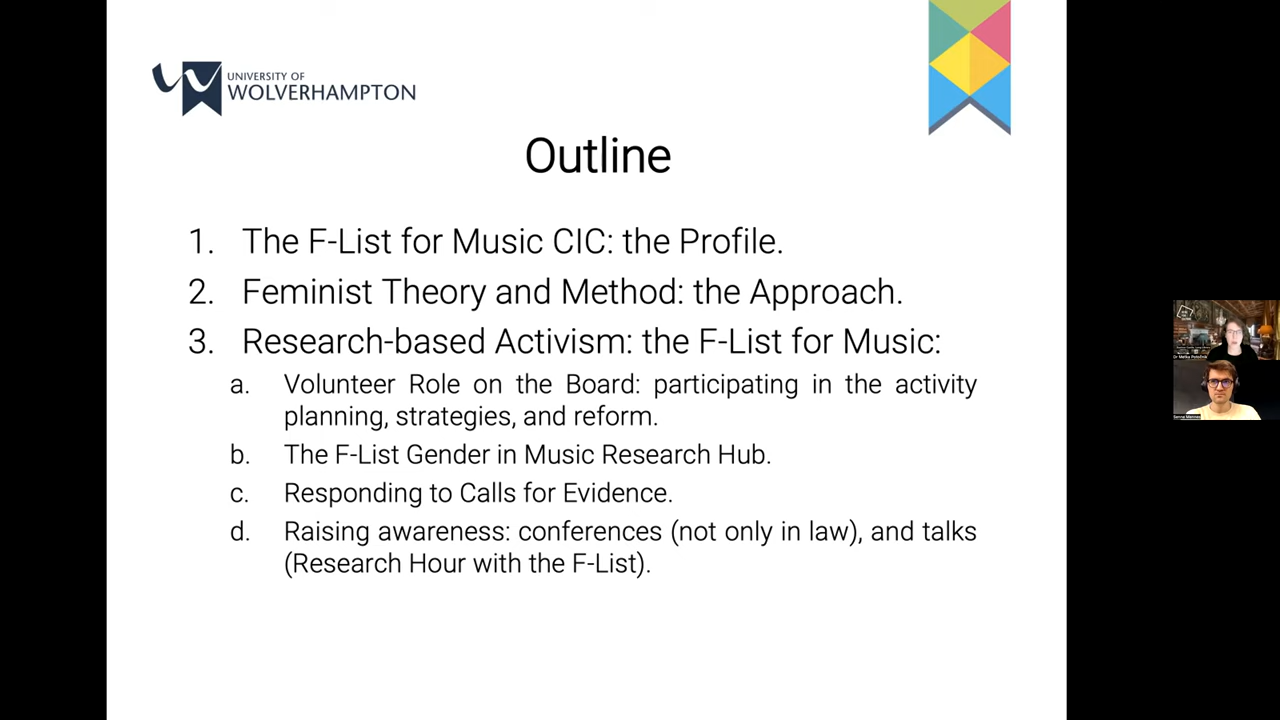 UNIVERSITY OF
WOLVERHAMPTON
Outline
1. The F-List for Music CIC: the Profile.
2. Feminist Theory and Method: the Approach.
3. Research-based Activism: the F-List for Music:
a. Volunteer Role on the Board: participating in the activity
planning, strategies, and reform.
b. The F-List Gender in Music Research Hub.
c. Responding to Calls for Evidence.
d. Raising awareness: conferences (not only in law), and talks
(Research Hour with the F-List).